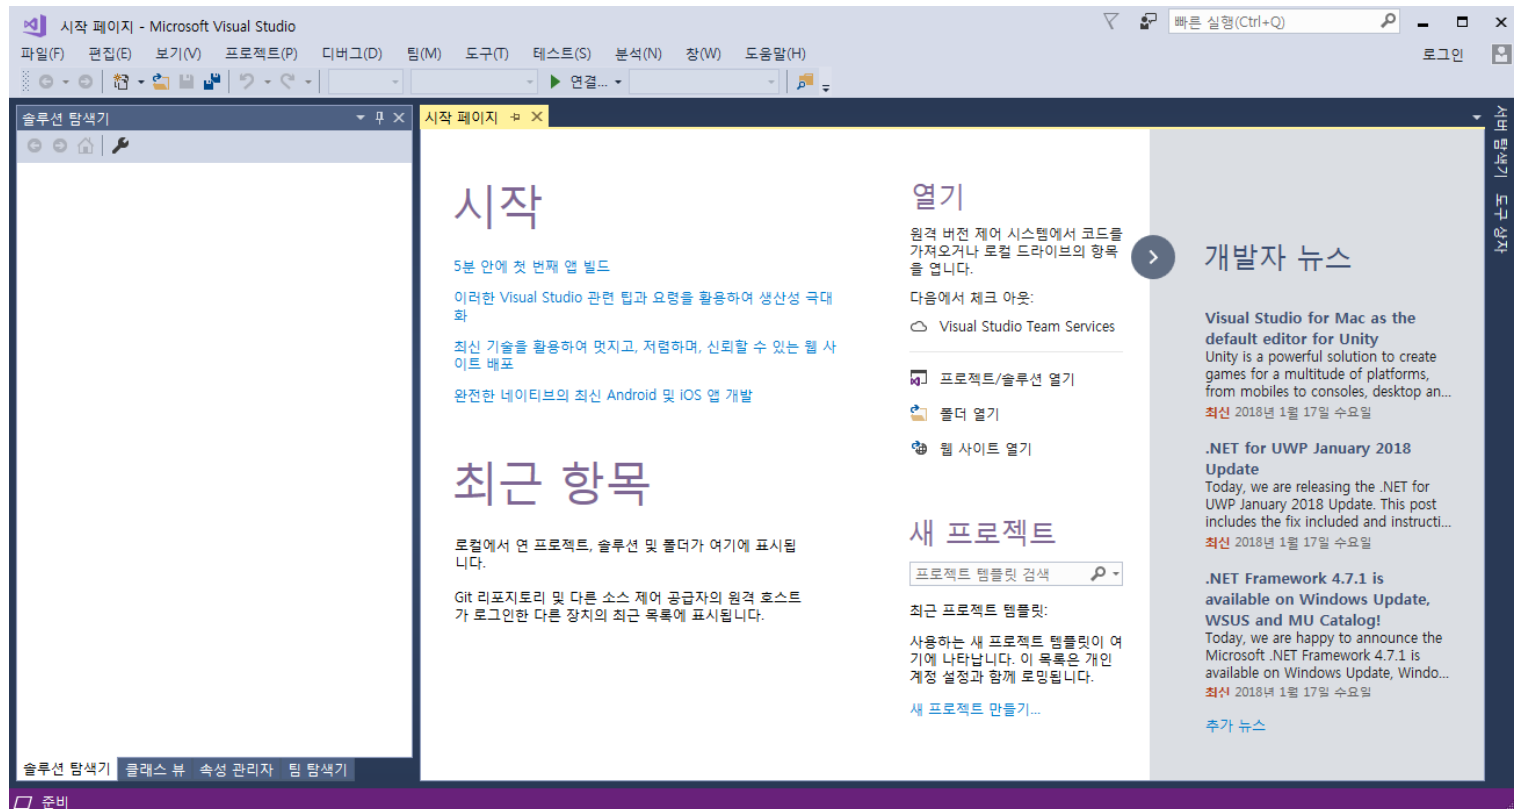 시작 페이지 - Microsoft Visual Studio
빠른 실행(Ctrl+Q)
파일(F) 편집(E) 보기(V) 프로젝트(P) 디버그(D) 팀(M) 도구(T) 테스트(S) 분석(N) 창(W) 도움말(H)
로그인
연결...
솔루션 탐색기
시작 페이지
시작
5분 안에 첫 번째 앱 빌드
이러한 Visual Studio 관련 팁과 요령을 활용하여 생산성 극대
화
최신 기술을 활용하여 멋지고, 저렴하며, 신뢰할 수 있는 웹 사
이트 배포
완전한 네이티브의 최신 Android 및 iOS 앱 개발
최근 항목
로컬에서 연 프로젝트, 솔루션 및 폴더가 여기에 표시됩
니다.
Git 리포지토리 및 다른 소스 제어 공급자의 원격 호스트
가 로그인한 다른 장치의 최근 목록에 표시됩니다.
열기
원격 버전 제어 시스템에서 코드를
가져오거나 로컬 드라이브의 항목
을 엽니다.
다음에서 체크 아웃:
Visual Studio Team Services
프로젝트/솔루션 열기
폴더 열기
웹 사이트 열기
새 프로젝트
프로젝트 템플릿 검색
최근 프로젝트 템플릿:
사용하는 새 프로젝트 템플릿이 여
기에 나타납니다. 이 목록은 개인
계정 설정과 함께 로밍됩니다.
새 프로젝트 만들기...
개발자 뉴스
Visual Studio for Mac as the
default editor for Unity
Unity is a powerful solution to create
games for a multitude of platforms,
from mobiles to consoles, desktop an...
최신 2018년 1월 17일 수요일
.NET for UWP January 2018
Update
Today, we are releasing the .NET for
UWP January 2018 Update. This post
includes the fix included and instructi...
최신 2018년 1월 17일 수요일
.NET Framework 4.7.1 is
available on Windows Update,
WSUS and MU Catalog!
Today, we are happy to announce the
Microsoft .NET Framework 4.7.1 is
available on Windows Update, Windo...
최신 2018년 1월 17일 수요일
추가 뉴스
서버 탐색기
도구 상자
솔루션 탐색기 클래스 뷰 속성 관리자 팀 탐색기
준비